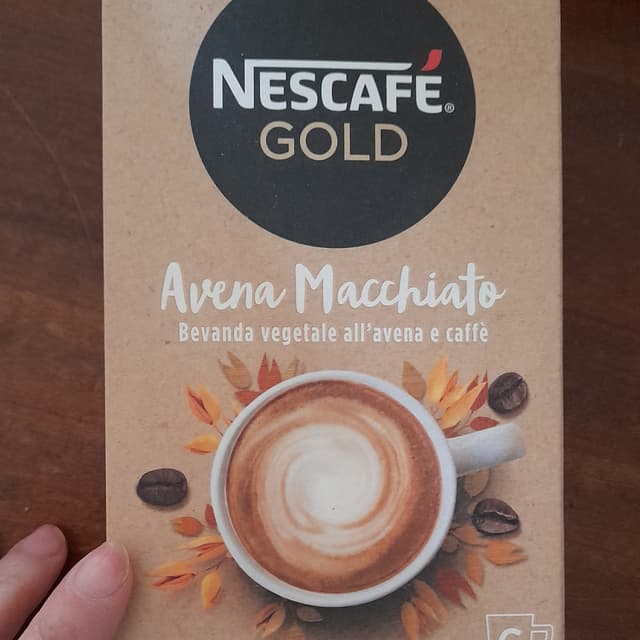 NESCAFÉ®
GOLD
Avena Macchiato
Bevanda vegetale all'avena e caffè